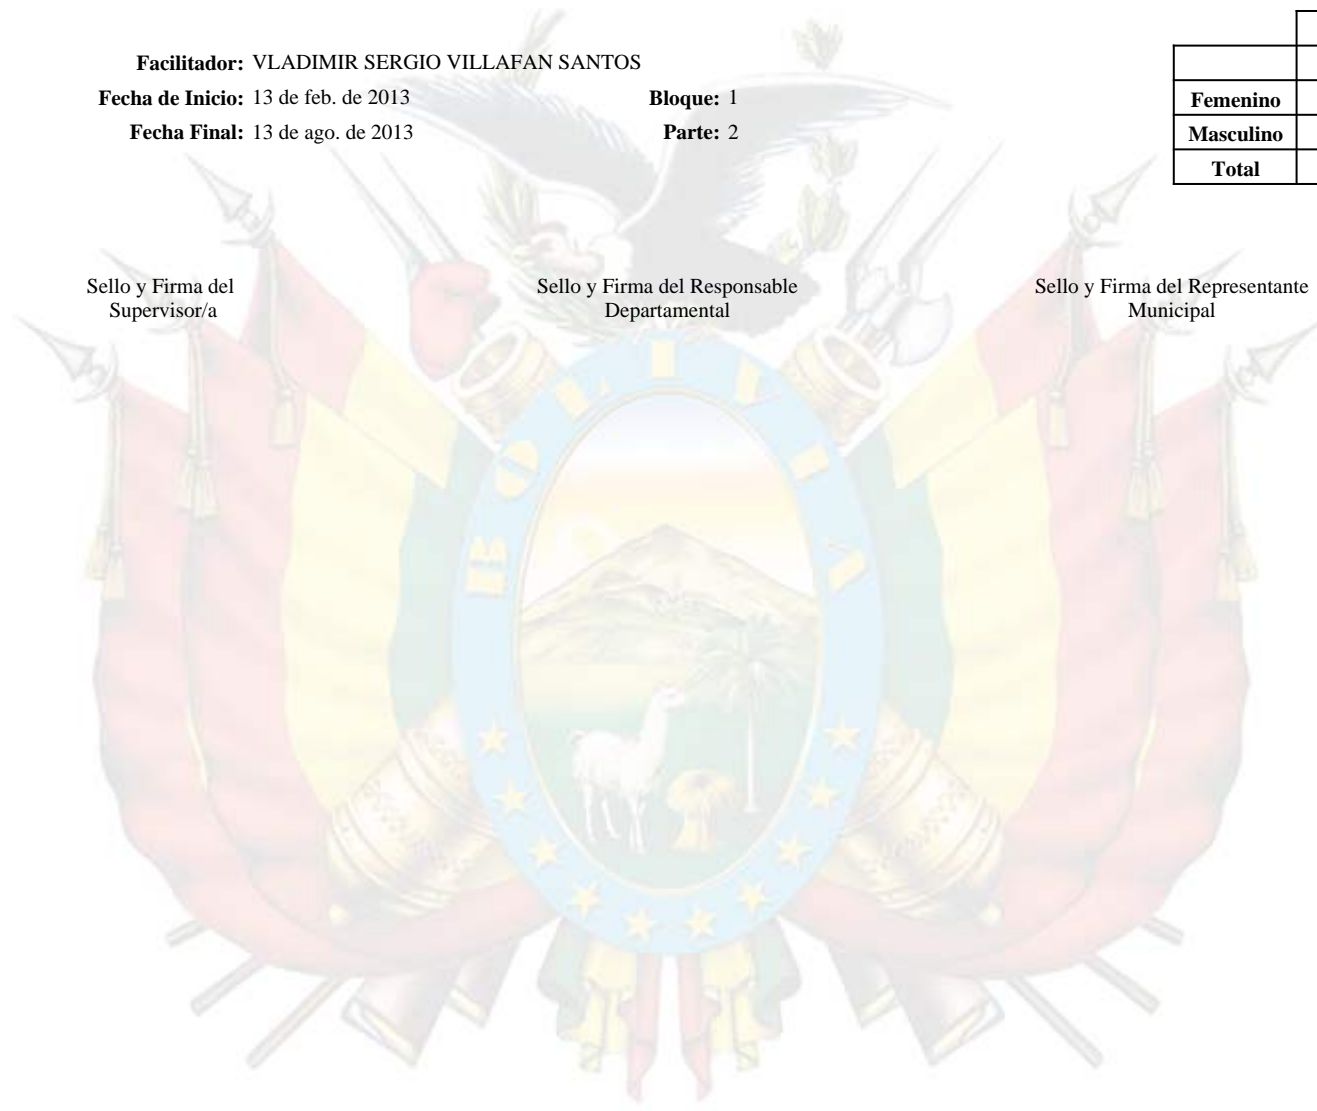 Facilitador: VLADIMIR SERGIO VILLAFAN SANTOS
Fecha de Inicio: 13 de feb. de 2013 Bloque: 1
Fecha Final: 13 de ago. de 2013 Parte: 2
Femenino
Masculino
Total
Sello y Firma del
Supervisor/a
Sello y Firma del Responsable
Departamental
Sello y Firma del Representante
Municipal
BOLIVIA